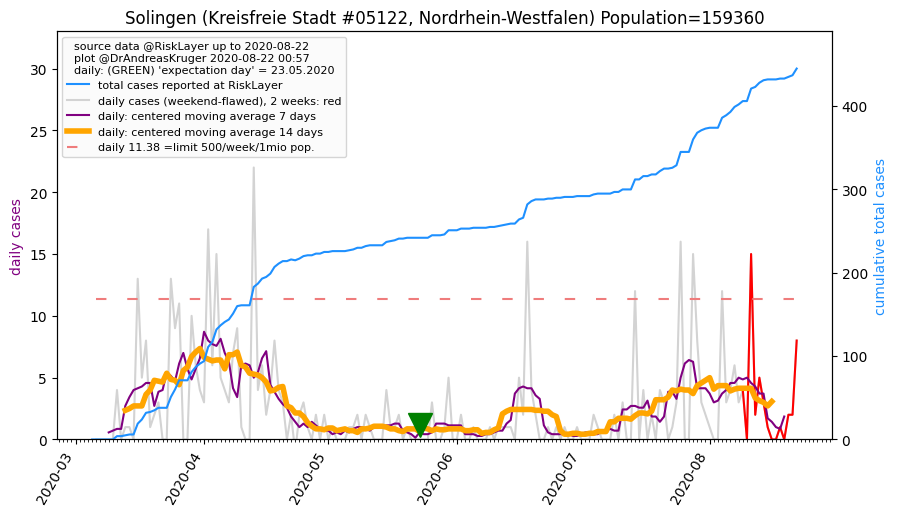 Solingen (Kreisfreie Stadt #05122, Nordrhein-Westfalen) Population=159360
source data @RiskLayer up to 2020-08-22
plot @DrAndreasKruger 2020-08-22 00:57
daily: (GREEN) 'expectation day' = 23.05.2020
total cases reported at RiskLayer
daily cases (weekend-flawed), 2 weeks: red
daily: centered moving average 7 days
daily: centered moving average 14 days
daily 11.38 =limit 500/week/1mio pop.
daily cases
30
25
20
15
10
5
0
cumulative total cases
400
300
200
100
0
2020-03
2020-04
2020-05
2020-06
2020-07
2020-08